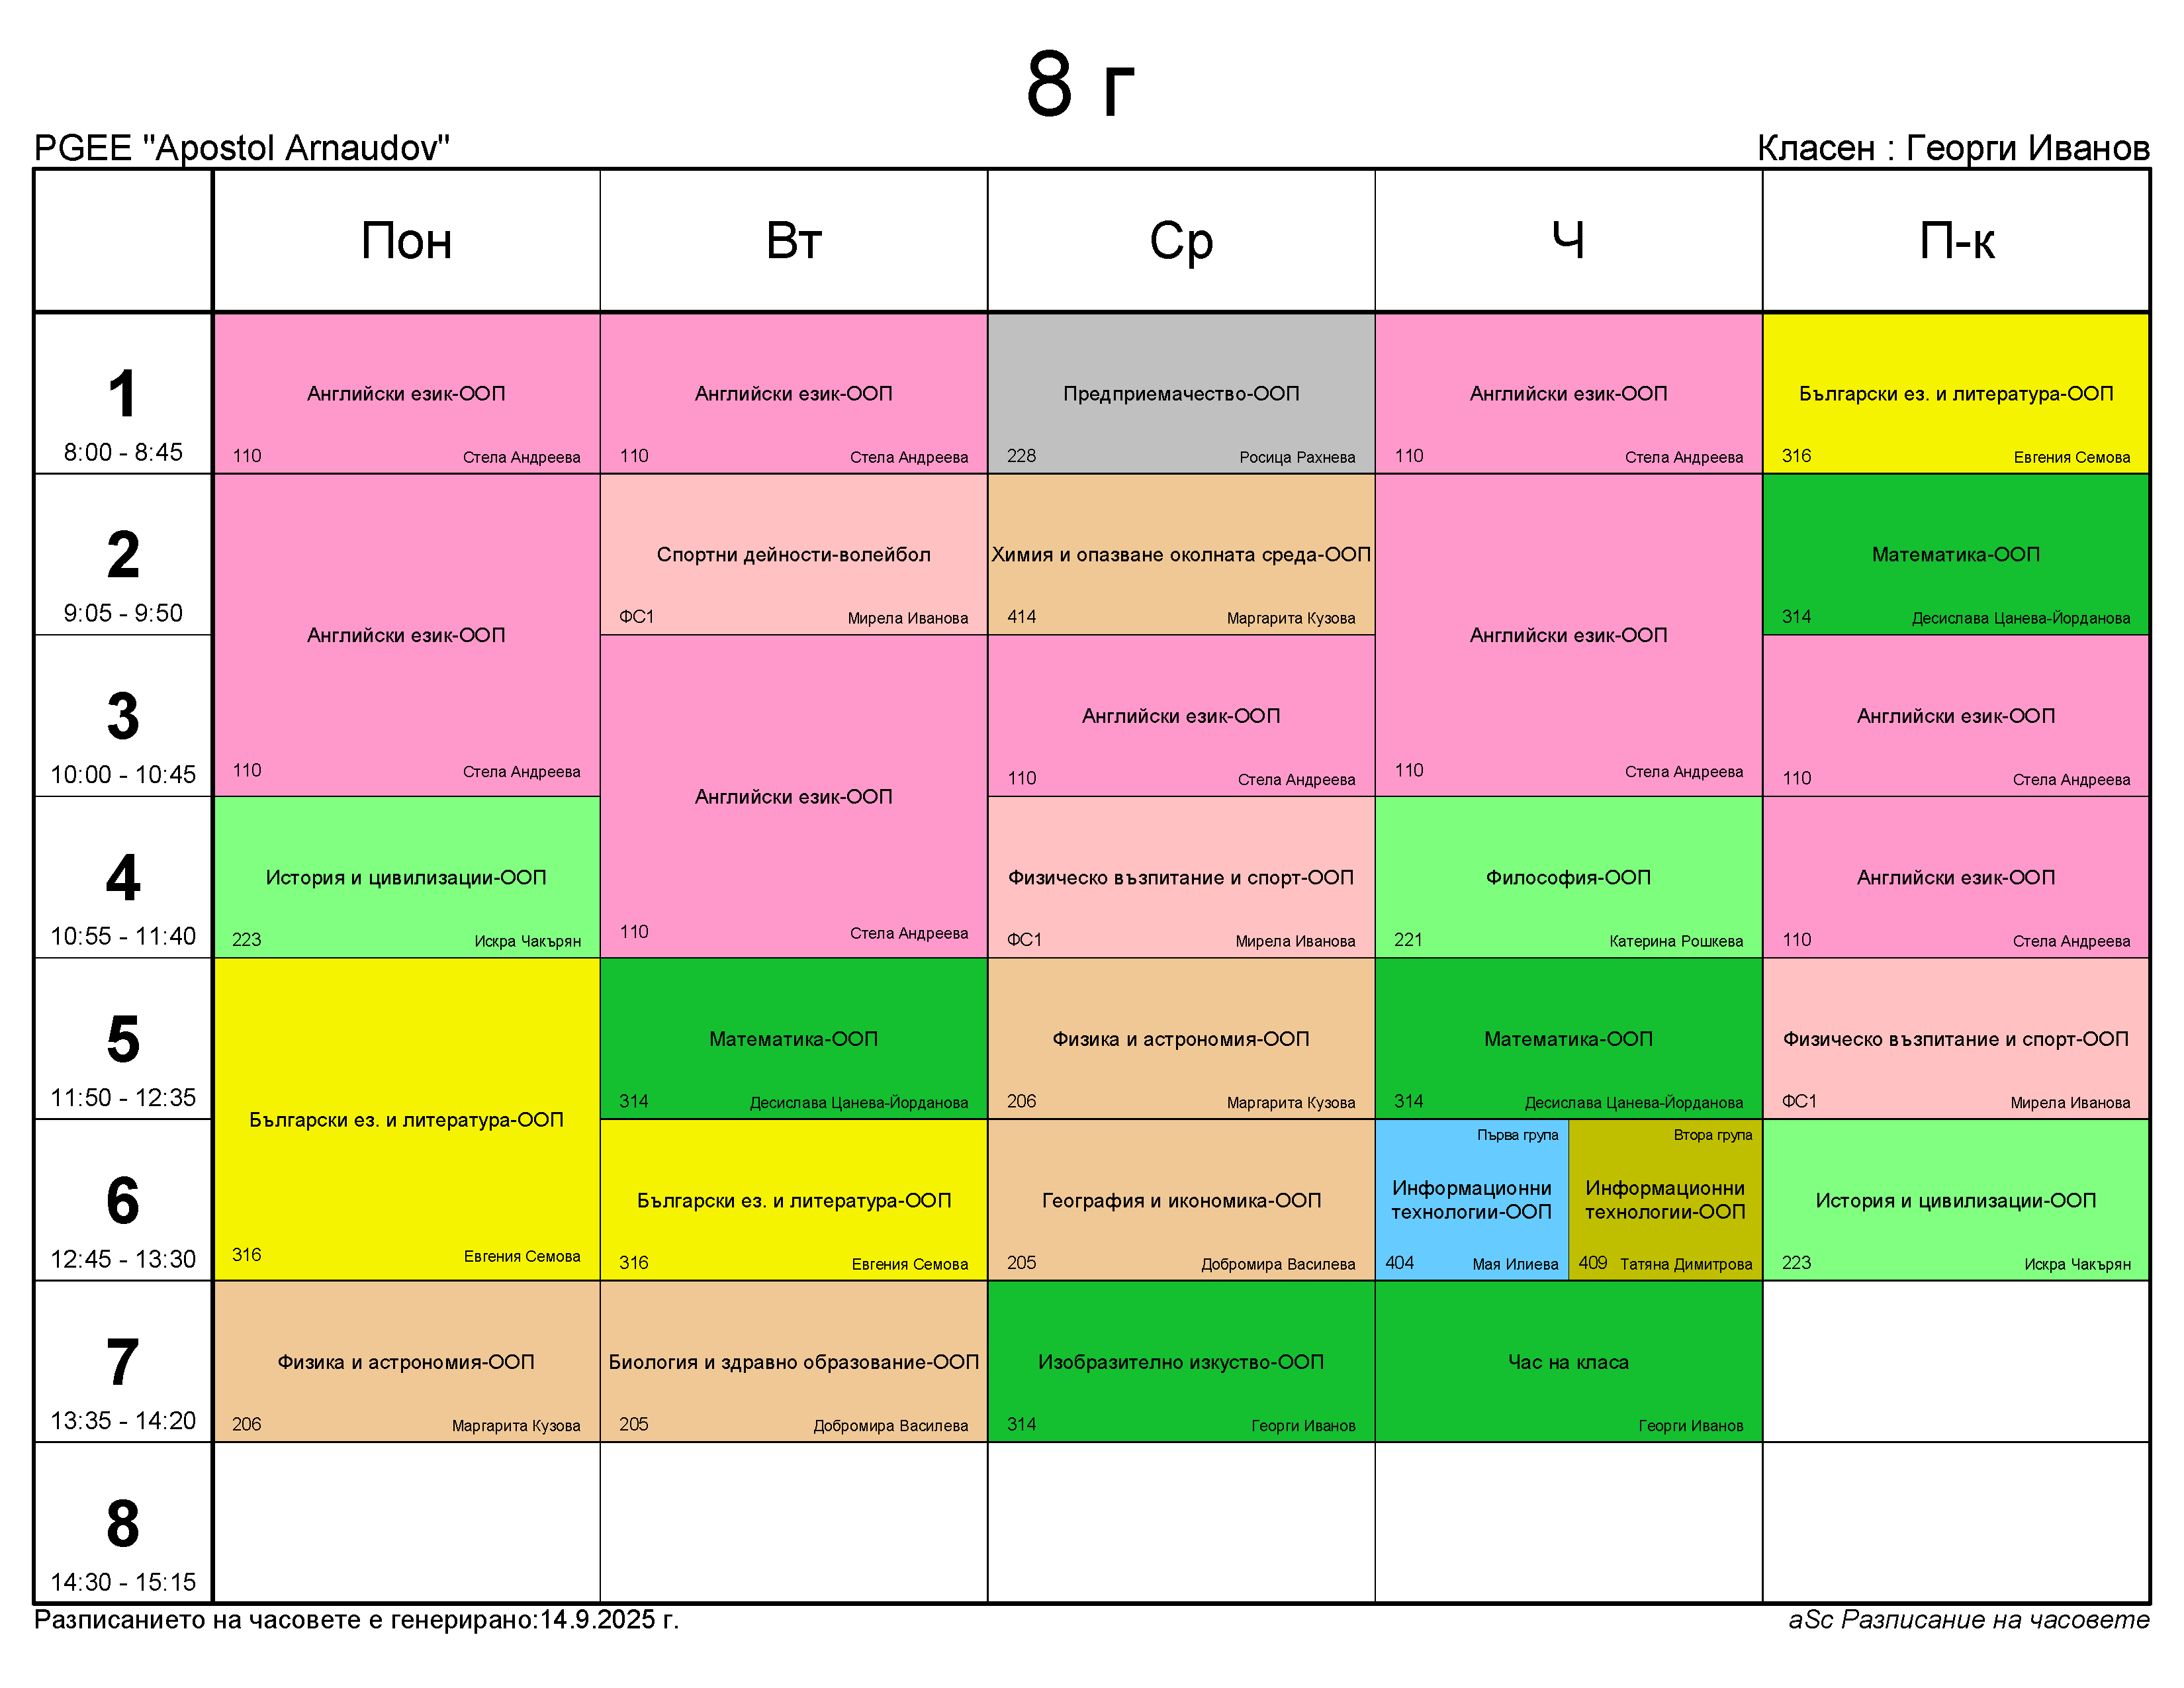 8 г
PGEE "Apostol Arnaudov"
Класен : Георги Иванов
Пон
Вт
Ср
Ч
П-к
1
8:00 - 8:45
Английски език-ООП
110
Стела Андреева
Английски език-ООП
110
Стела Андреева
Предприемачество-ООП
228
Росица Рахнева
Английски език-ООП
110
Стела Андреева
Български ез. и литература-ООП
316
Евгения Семова
2
9:05 - 9:50
Английски език-ООП
110
Стела Андреева
Спортни дейности-волейбол
ФС1
Мирела Иванова
Химия и опазване околната среда-ООП
414
Маргарита Кузова
Английски език-ООП
110
Стела Андреева
Математика-ООП
314
Десислава Цанева-Йорданова
3
10:00 - 10:45
Английски език-ООП
110
Стела Андреева
Английски език-ООП
110
Стела Андреева
Английски език-ООП
110
Стела Андреева
4
10:55 - 11:40
История и цивилизации-ООП
223
Искра Чакърян
Физическо възпитание и спорт-ООП
ФС1
Мирела Иванова
Философия-ООП
221
Катерина Рошкева
Английски език-ООП
110
Стела Андреева
5
11:50 - 12:35
Български ез. и литература-ООП
316
Евгения Семова
Математика-ООП
314
Десислава Цанева-Йорданова
Физика и астрономия-ООП
206
Маргарита Кузова
Математика-ООП
314
Десислава Цанева-Йорданова
Физическо възпитание и спорт-ООП
ФС1
Мирела Иванова
6
12:45 - 13:30
Български ез. и литература-ООП
316
Евгения Семова
География и икономика-ООП
205
Добромира Василева
Първа група
Информационни
технологии-ООП
404
Мая Илиева
Втора група
Информационни
технологии-ООП
409
Татяна Димитрова
История и цивилизации-ООП
223
Искра Чакърян
7
13:35 - 14:20
Физика и астрономия-ООП
206
Маргарита Кузова
Биология и здравно образование-ООП
205
Добромира Василева
Изобразително изкуство-ООП
314
Георги Иванов
Час на класа
Георги Иванов
8
14:30 - 15:15
Разписанието на часовете е генерирано:14.9.2025 г.
aSc Разписание на часовете